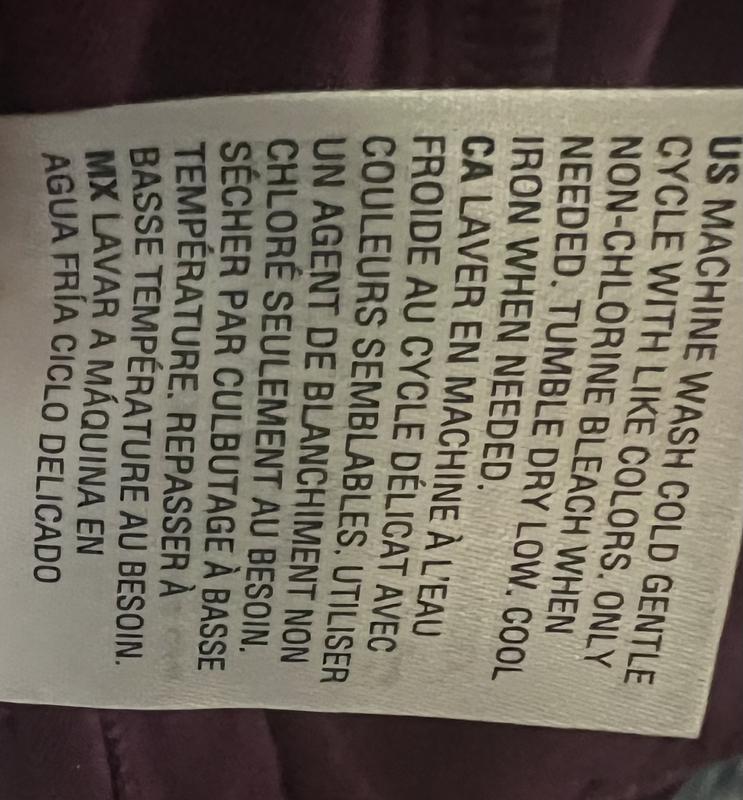 US MACHINE WASH COLD GENTLE
CYCLE WITH LIKE COLORS. ONLY
NON-CHLORINE BLEACH WHEN
NEEDED. TUMBLE DRY LOW. COOL
IRON WHEN NEEDED.
CA LAVER EN MACHINE À L'EAU
FROIDE AU CYCLE DÉLICAT AVEC
COULEURS SEMBLABLES. UTILISER
UN AGENT DE BLANCHIMENT NON
CHLORÉ SEULEMENT AU BESOIN.
SÉCHER PAR CULBUTAGE À BASSE
TEMPÉRATURE. REPASSER À
BASSE TEMPÉRATURE AU BESOIN.
MX LAVAR A MÁQUINA EN
AGUA FRÍA CICLO DELICADO